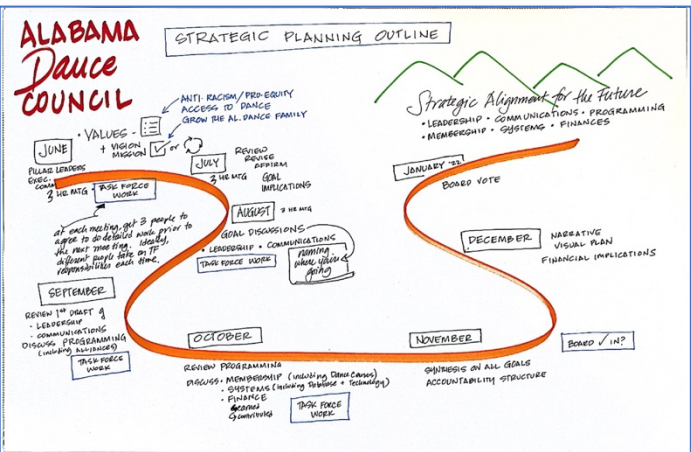 ALABAMA
Dance
COUNCIL
STRATEGIC PLANNING OUTLINE
ANTI-RACISM/PRO-EQUITY
ACCESS TO DANCE
GROW THE AL. DANCE FAMILY
• VALUES -
+ VISION
MISSION
or
JUNE
PILLAR LEADERS
EXEC. COMM
3 HR MTG •
TASK FORCE
WORK
at each meeting, get 3 people to
agree to do detailed work prior to
the next meeting. Ideally,
different people take on TF
responsibilities each time.
JULY
3 HR MTG
REVIEW
REVISE
AFFIRM
GOAL
IMPLICATIONS
AUGUST
3 HR MTG
GOAL DISCUSSIONS
• LEADERSHIP • COMMUNICATIONS
TASK FORCE WORK
naming
where you're
going
SEPTEMBER
REVIEW 1ST DRAFT of
• LEADERSHIP
• COMMUNICATIONS
DISCUSS PROGRAMMING
(including ALLIANCES)
TASK FORCE
WORK
OCTOBER
REVIEW PROGRAMMING
DISCUSS • MEMBERSHIP (including Dance Causes)
• SYSTEMS (including Database + Technology)
• FINANCE
earned
contributed
TASK FORCE
WORK
NOVEMBER
SYNTHESIS ON ALL GOALS
ACCOUNTABILITY STRUCTURE
BOARD ✓ IN?
DECEMBER
NARRATIVE
VISUAL PLAN
FINANCIAL IMPLICATIONS
JANUARY '22
BOARD VOTE
Strategic Alignment for the Future
• LEADERSHIP • COMMUNICATIONS • PROGRAMMING
• MEMBERSHIP • SYSTEMS • FINANCES